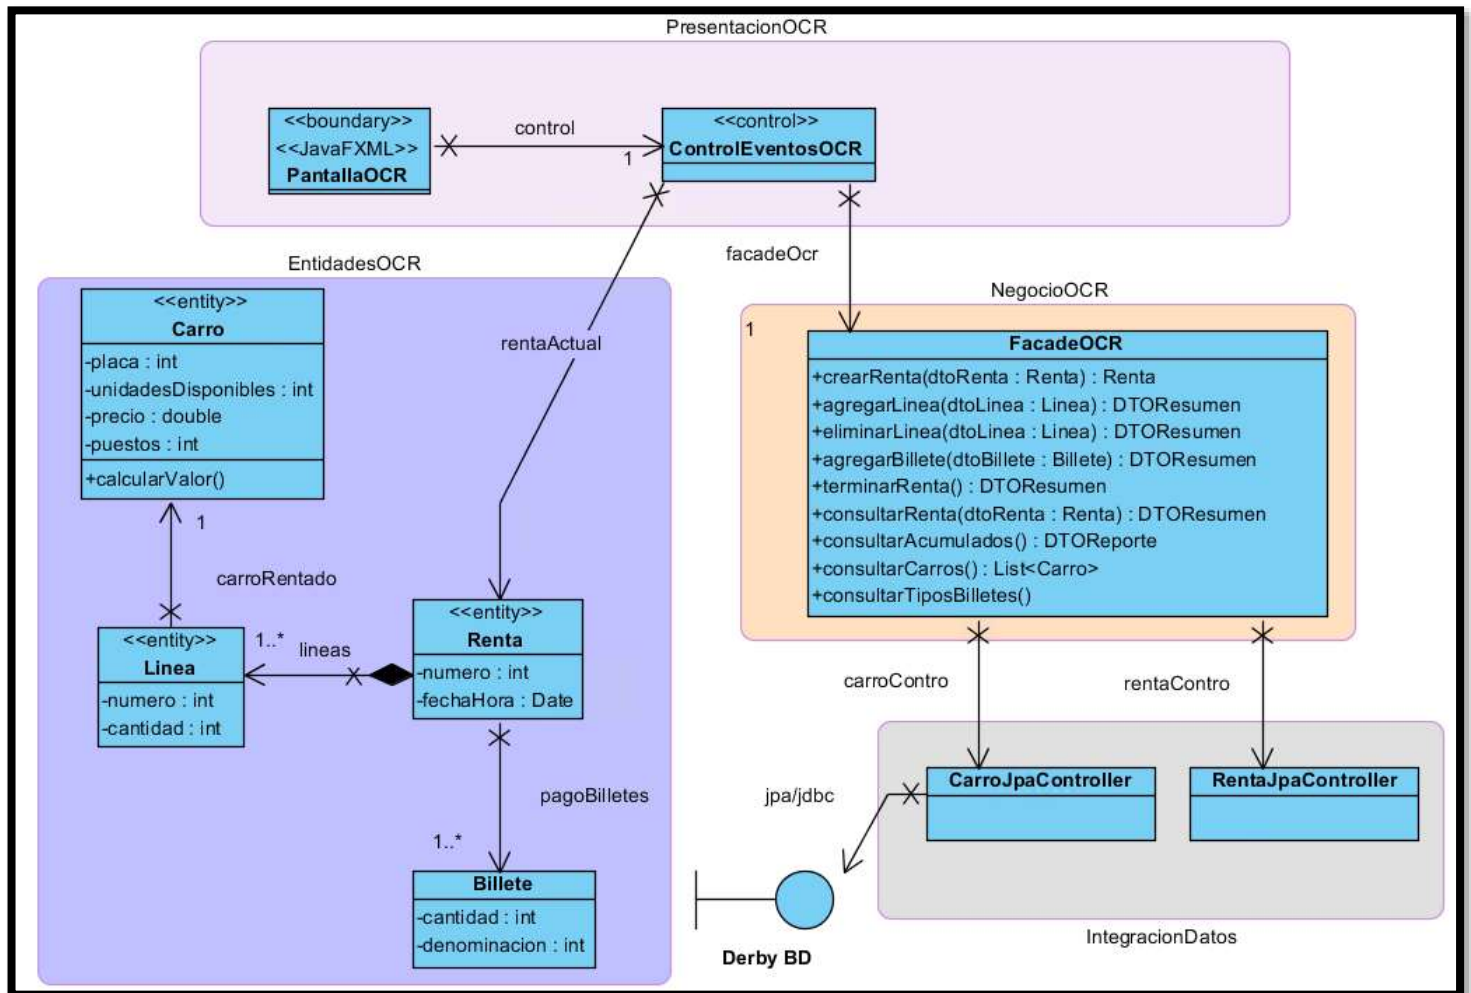 PresentacionOCR
<<boundary>>
<<JavaFXML>>
PantallaOCR
control
1
<<control>>
ControlEventosOCR
facadeOcr
rentaActual
EntidadesOCR
<<entity>>
Carro
-placa : int
-unidadesDisponibles : int
-precio : double
-puestos : int
+calcularValor()
1
carroRentado
<<entity>>
Linea
-numero : int
-cantidad : int
1..*
lineas
<<entity>>
Renta
-numero : int
-fechaHora : Date
pagoBilletes
1..*
Billete
-cantidad : int
-denominacion : int
NegocioOCR
1
FacadeOCR
+crearRenta(dtoRenta : Renta) : Renta
+agregarLinea(dtoLinea : Linea) : DTOResumen
+eliminarLinea(dtoLinea : Linea) : DTOResumen
+agregarBillete(dtoBillete : Billete) : DTOResumen
+terminarRenta() : DTOResumen
+consultarRenta(dtoRenta : Renta) : DTOResumen
+consultarAcumulados() : DTOReporte
+consultarCarros() : List<Carro>
+consultarTiposBilletes()
carroContro
rentaContro
CarroJpaController
RentaJpaController
jpa/jdbc
IntegracionDatos
Derby BD